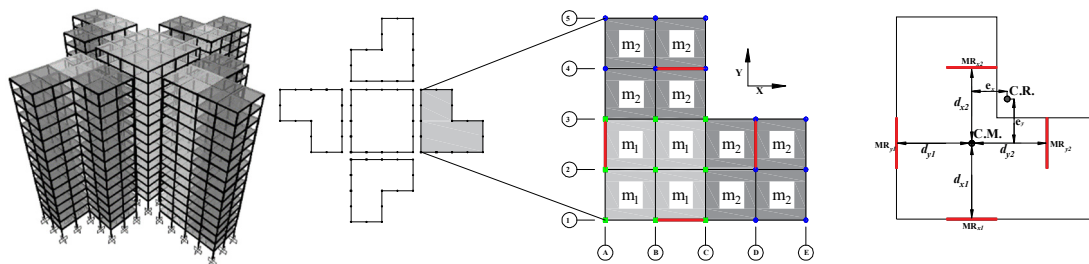 5
m₂ m₂
4
m₂ m₂
3
m₁ m₁ m₂ m₂
2
m₁ m₁ m₂ m₂
1
A B C D E
Y
X
MRx2
eₓ
C.R.
dx2
eᵧ
C.M.
MRy1
dy1
dy2
MRy2
dx1
MRx1